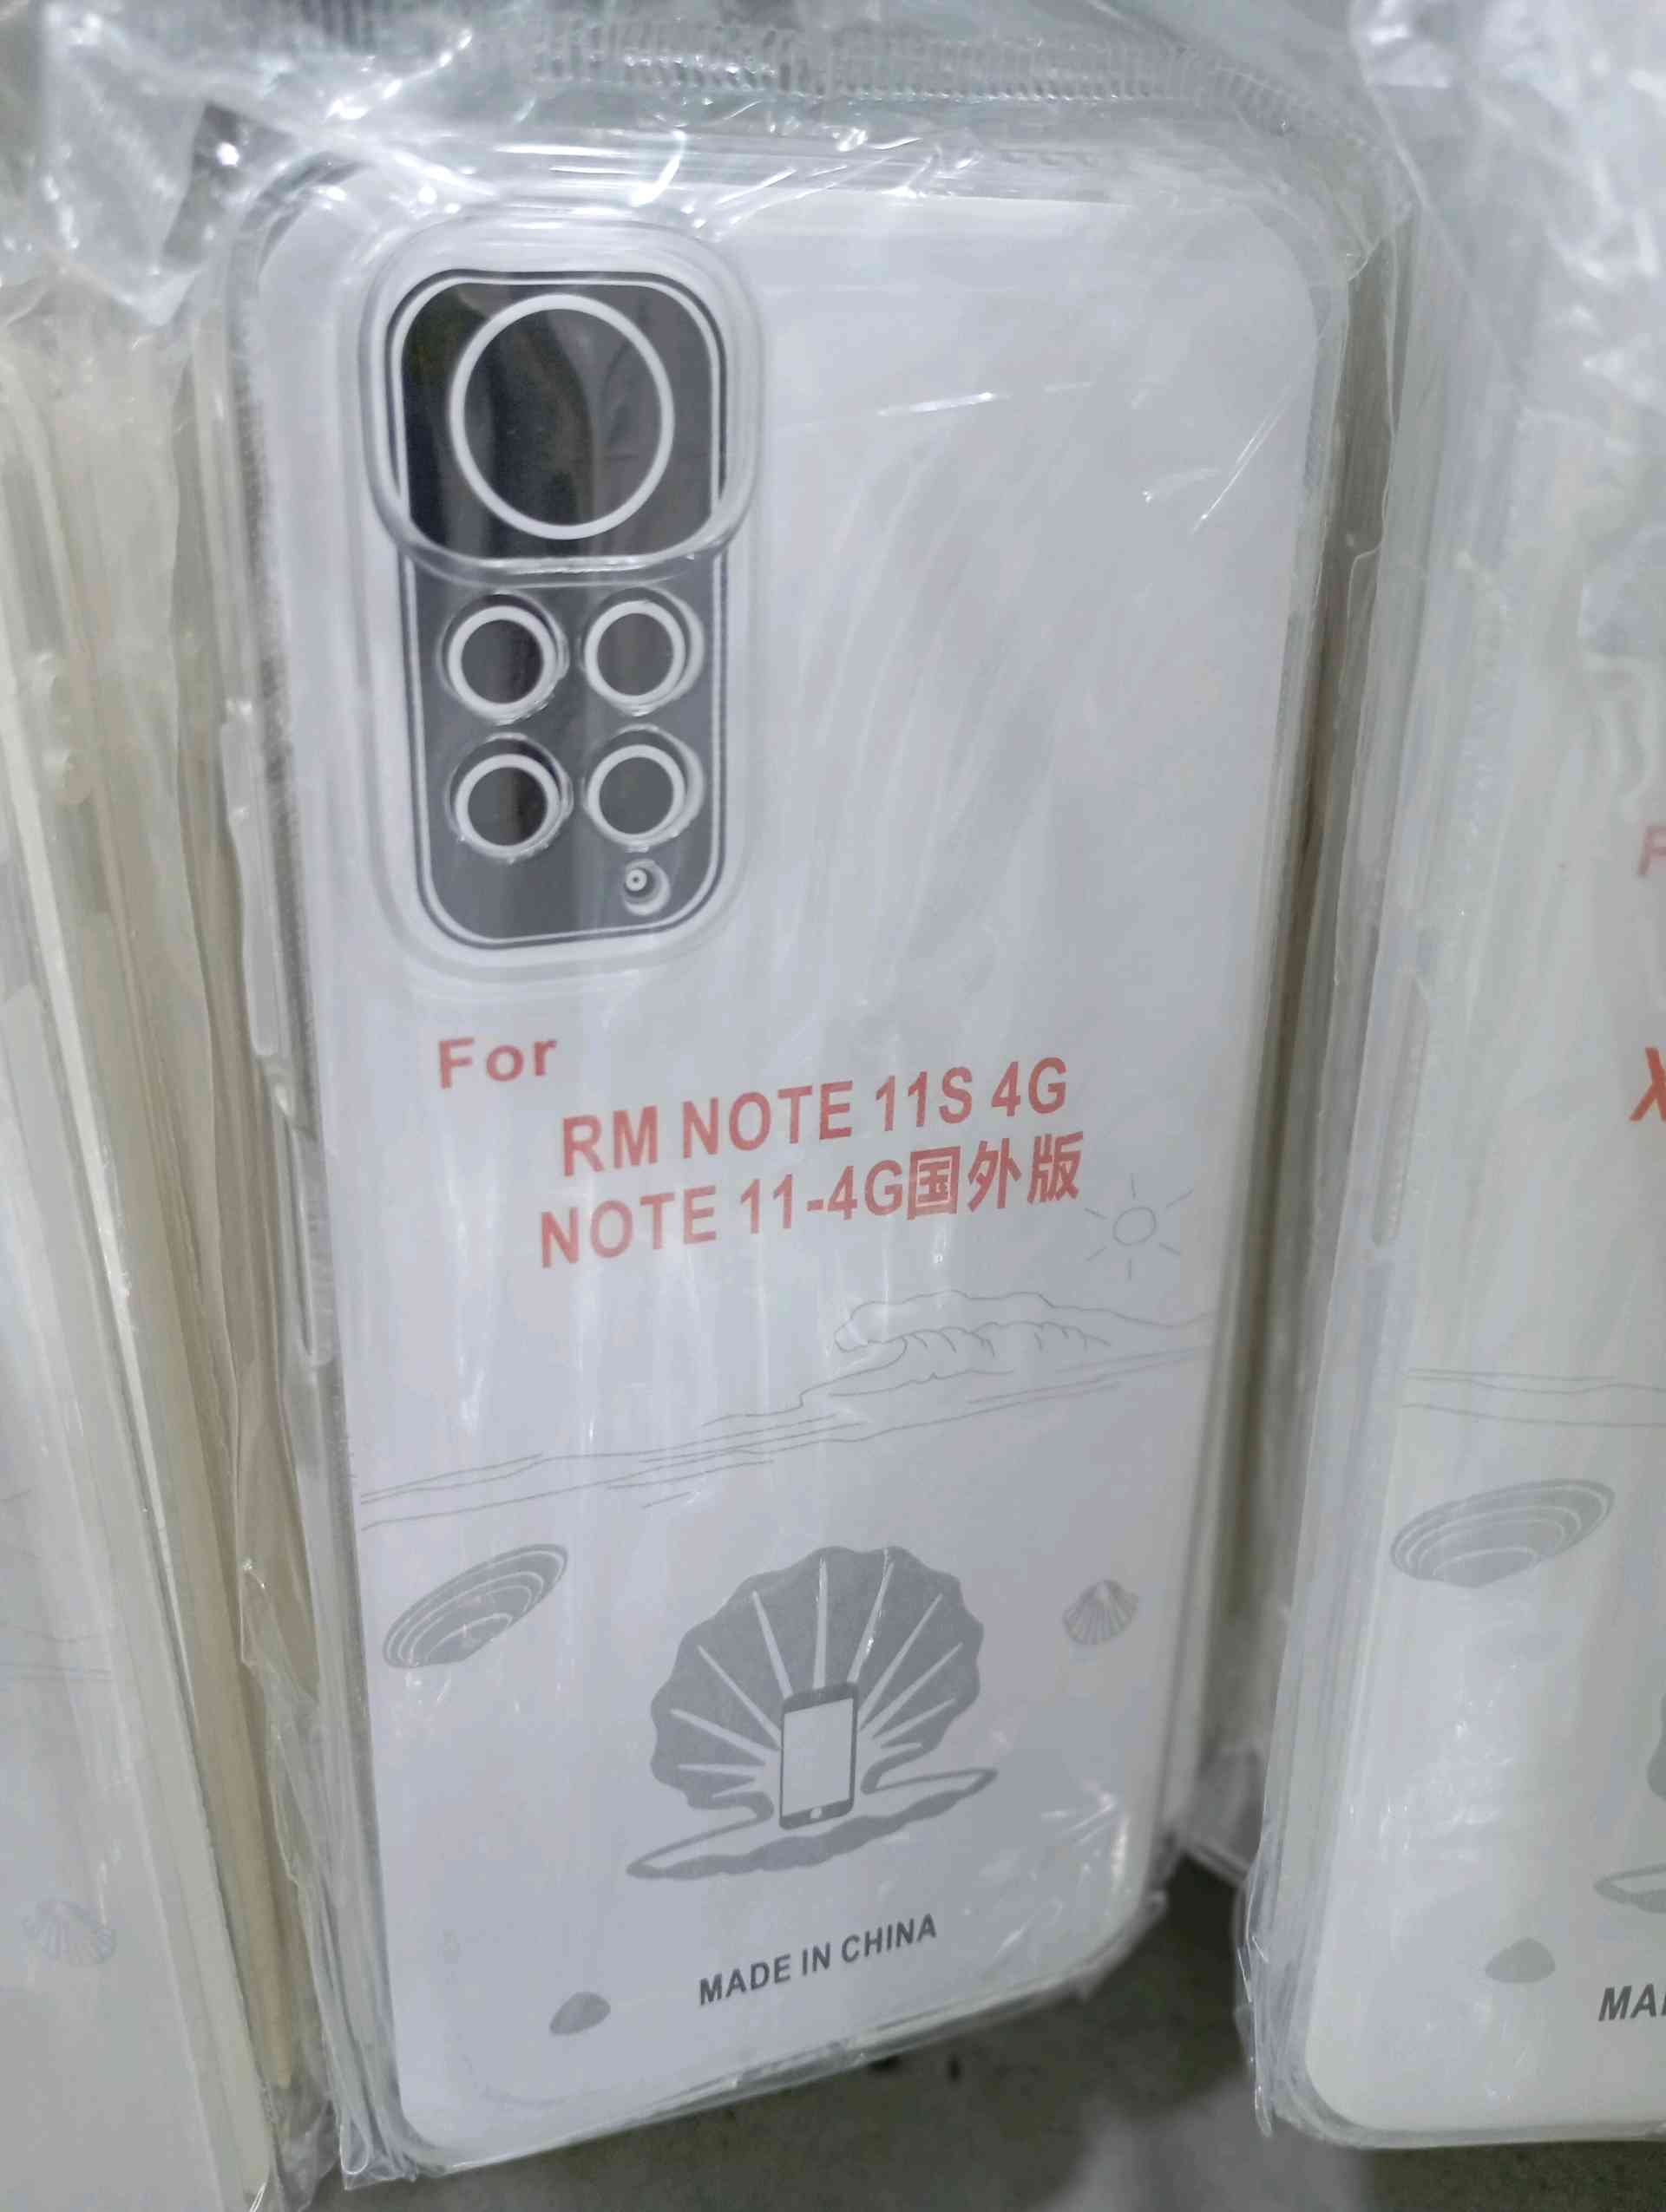 For
RM NOTE 11S 4G
NOTE 11-4G国外版
MADE IN CHINA